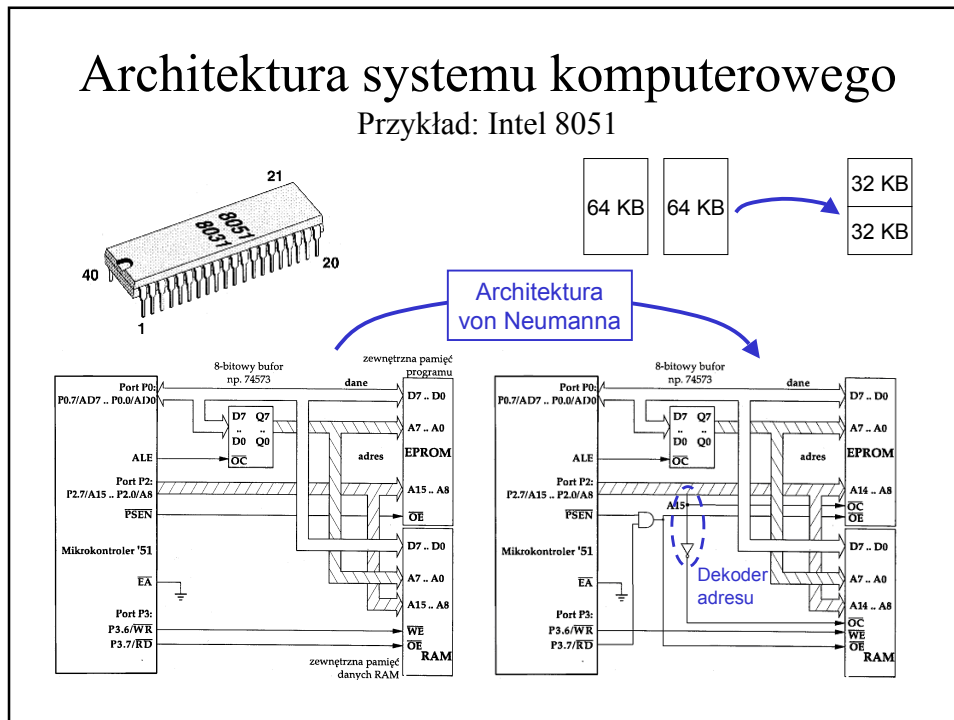 Architektura systemu komputerowego
Przykład: Intel 8051
21
8051
8031
40
20
1
64 KB
64 KB
32 KB
32 KB
Architektura
von Neumanna
8-bitowy bufor
np. 74573
zewnętrzna pamięć
programu
Port P0:
P0.7/AD7 .. P0.0/AD0
dane
D7 .. D0
D7 Q7
.. ..
D0 Q0
A7 .. A0
ALE
OC
adres
EPROM
Port P2:
P2.7/A15 .. P2.0/A8
A15 .. A8
PSEN
OE
Mikrokontroler '51
D7 .. D0
EA
A7 .. A0
Port P3:
A15 .. A8
P3.6/WR
WE
P3.7/RD
OE
RAM
zewnętrzna pamięć
danych RAM
8-bitowy bufor
np. 74573
Port P0:
P0.7/AD7 .. P0.0/AD0
dane
D7 .. D0
D7 Q7
.. ..
D0 Q0
A7 .. A0
ALE
OC
adres
EPROM
Port P2:
P2.7/A15 .. P2.0/A8
A14 .. A8
A15
OC
PSEN
OE
Mikrokontroler '51
D7 .. D0
Dekoder
adresu
EA
A7 .. A0
Port P3:
A14 .. A8
OC
P3.6/WR
WE
P3.7/RD
OE
RAM